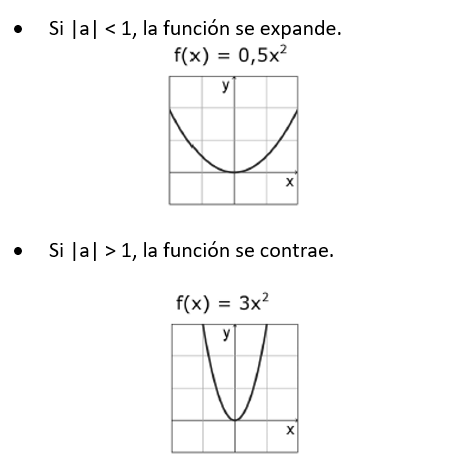 • Si |a| < 1, la función se expande.
f(x) = 0,5x²
y
x
• Si |a| > 1, la función se contrae.
f(x) = 3x²
y
x